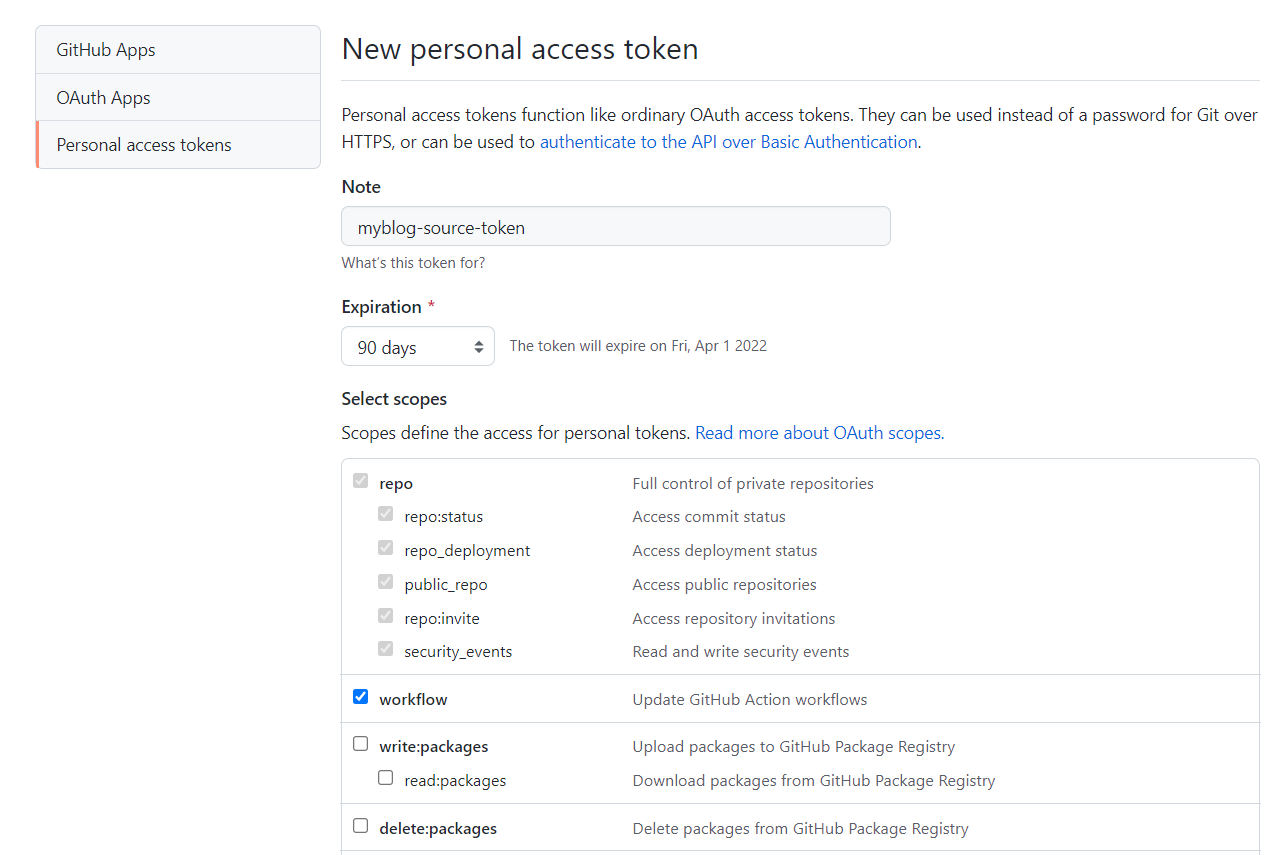 GitHub Apps
OAuth Apps
Personal access tokens
New personal access token
Personal access tokens function like ordinary OAuth access tokens. They can be used instead of a password for Git over
HTTPS, or can be used to authenticate to the API over Basic Authentication.
Note
myblog-source-token
What's this token for?
Expiration *
90 days The token will expire on Fri, Apr 1 2022
Select scopes
Scopes define the access for personal tokens. Read more about OAuth scopes.
repo Full control of private repositories
repo:status Access commit status
repo_deployment Access deployment status
public_repo Access public repositories
repo:invite Access repository invitations
security_events Read and write security events
workflow Update GitHub Action workflows
write:packages Upload packages to GitHub Package Registry
read:packages Download packages from GitHub Package Registry
delete:packages Delete packages from GitHub Package Registry